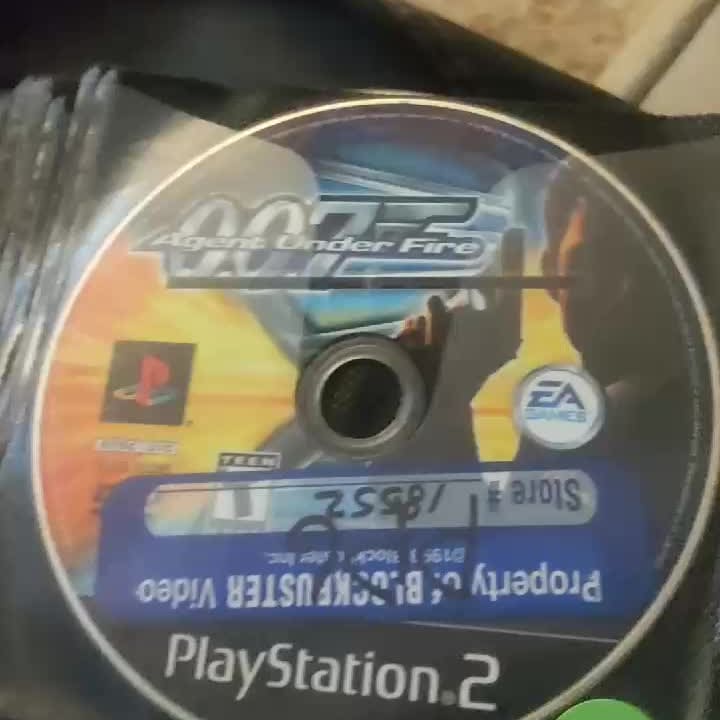 007
Agent Under Fire
EA
GAMES
TEEN
T
Store # 18552
Property of BLOCKBUSTER Video
PlayStation.2